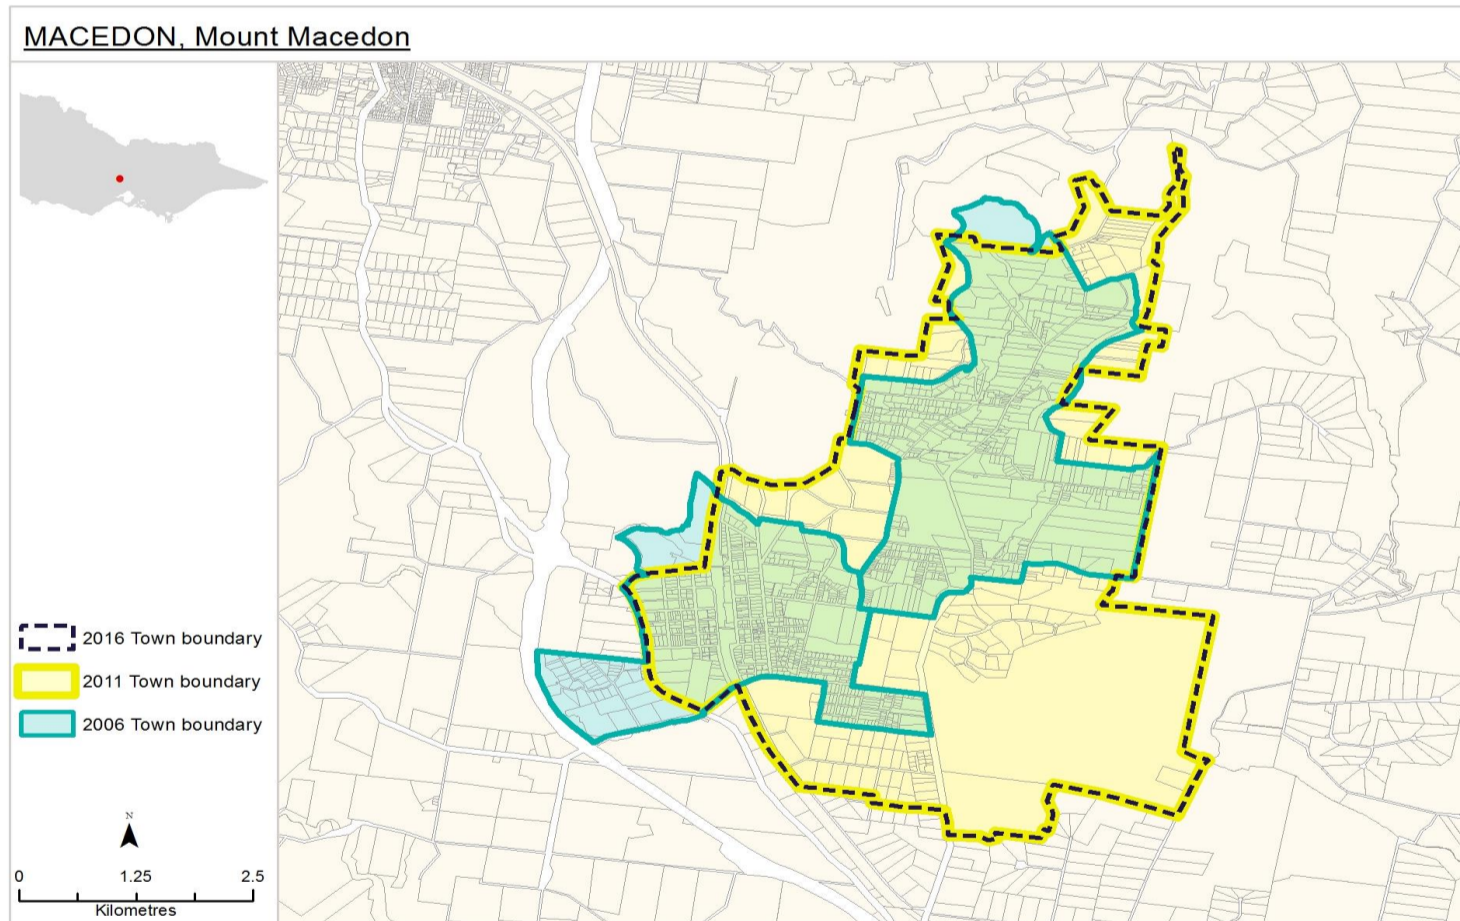 MACEDON, Mount Macedon
2016 Town boundary
2011 Town boundary
2006 Town boundary
N
0 1.25 2.5
Kilometres